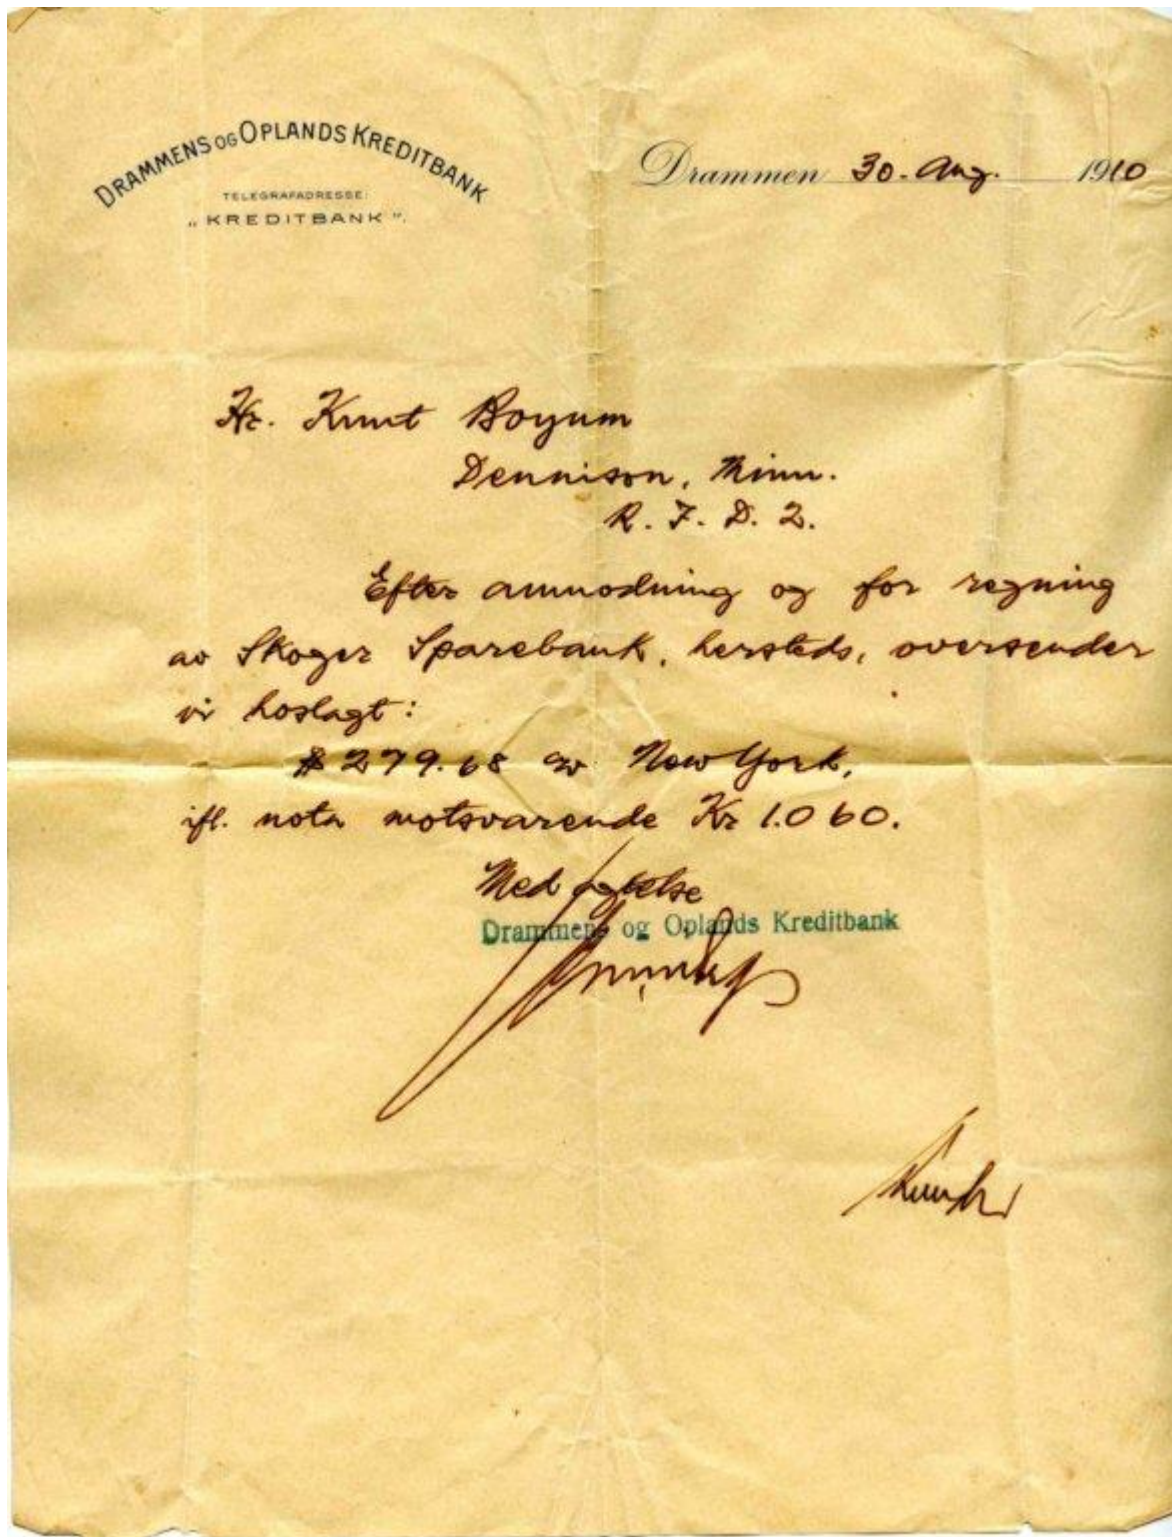 DRAMMENS OG OPLANDS KREDITBANK
TELEGRAFADRESSE:
„ KREDITBANK ”.
Drammen 30. Aug. 1910
Hr. Knut Boyum
Dennison, Minn.
R. F. D. 2.
Efter anmodning og for regning
av Skoger Sparebank, hersteds, oversender
vi hoslagt:
$ 279.68 av New York,
ifl. nota motsvarende Kr 1.060.
Med agtelse
Drammens og Oplands Kreditbank